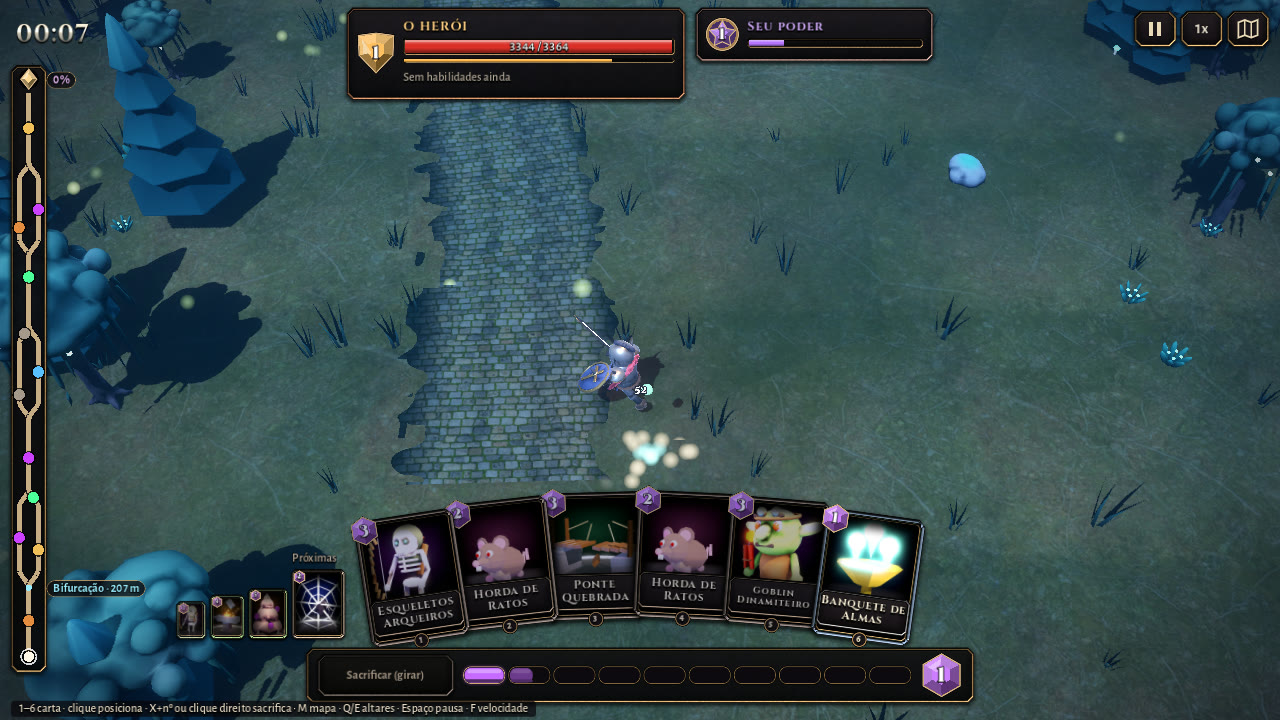 00:07
0%
O HERÓI
1
3344 / 3364
Sem habilidades ainda
1
SEU PODER
1x
52
Bifurcação · 207 m
Próximas
3
ESQUELETOS
ARQUEIROS
1
2
HORDA DE
RATOS
2
3
PONTE
QUEBRADA
3
2
HORDA DE
RATOS
4
3
GOBLIN
DINAMITEIRO
5
1
BANQUETE DE
ALMAS
6
Sacrificar (girar)
1
1–6 carta · clique posiciona · X+nº ou clique direito sacrifica · M mapa · Q/E altares · Espaço pausa · F velocidade